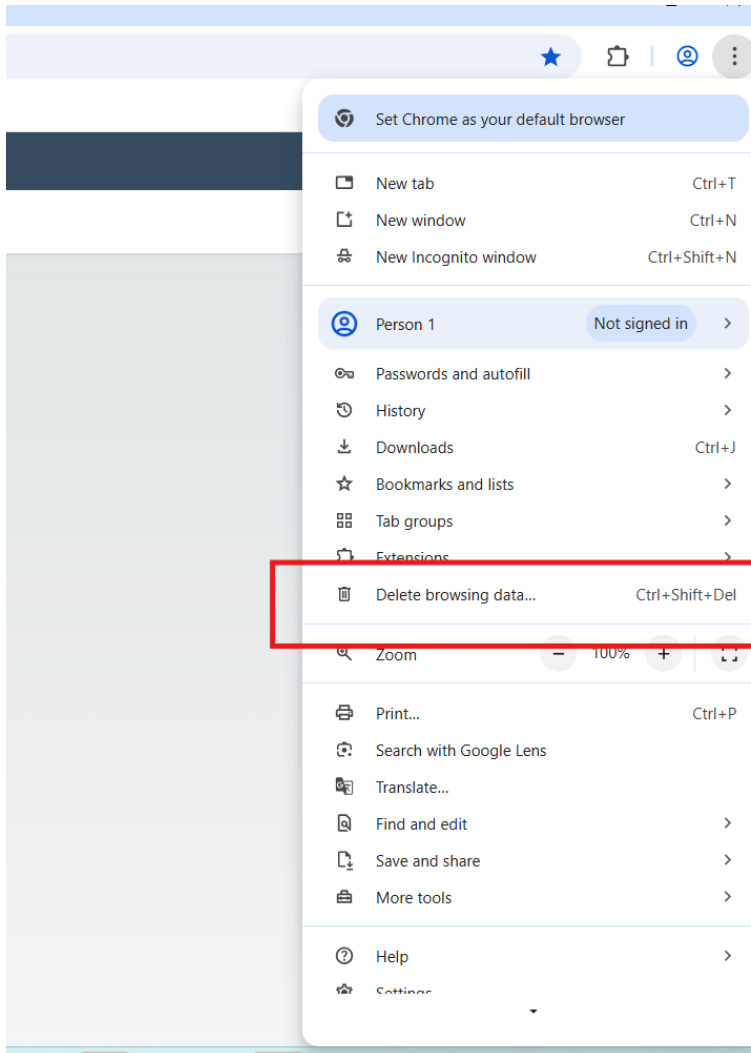 Set Chrome as your default browser
New tab Ctrl+T
New window Ctrl+N
New Incognito window Ctrl+Shift+N
Person 1 Not signed in
Passwords and autofill
History
Downloads Ctrl+J
Bookmarks and lists
Tab groups
Extensions
Delete browsing data... Ctrl+Shift+Del
Zoom 100%
Print... Ctrl+P
Search with Google Lens
Translate...
Find and edit
Save and share
More tools
Help
Settings